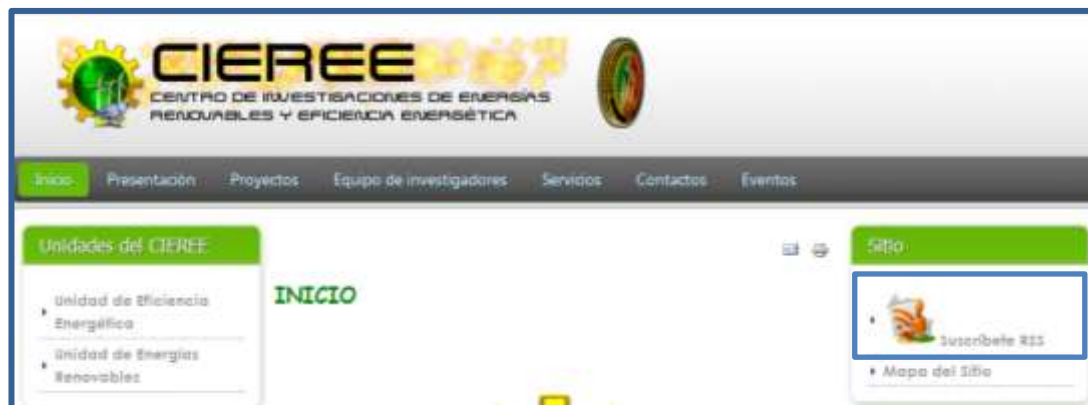 CIEREE
CENTRO DE INVESTIGACIONES DE ENERGÍAS
RENOVABLES Y EFICIENCIA ENERGÉTICA
Inicio Presentación Proyectos Equipo de investigadores Servicios Contactos Eventos
Unidades del CIEREE
Unidad de Eficiencia
Energética
Unidad de Energías
Renovables
INICIO
Sitio
Suscríbete RSS
Mapa del Sitio